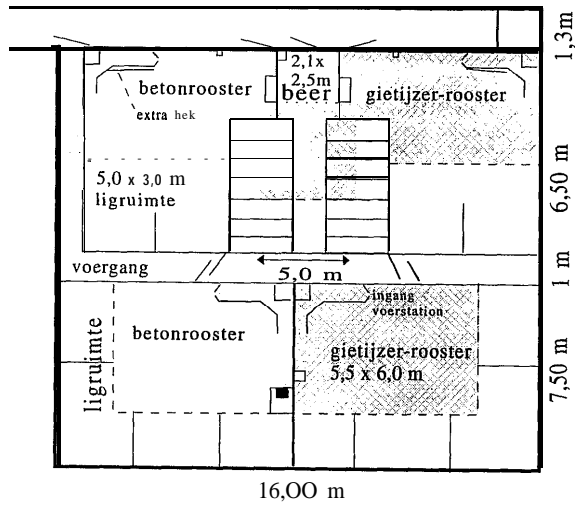 1,3m
2,1x
2,5m
beer
betonrooster
gietijzer-rooster
extra hek
5,0 x 3,0 m
ligruimte
6,50 m
voergang
5,0 m
1 m
ingang
voerstation
betonrooster
ligruimte
gietijzer-rooster
5,5 x 6,0 m
7,50 m
16,OO m